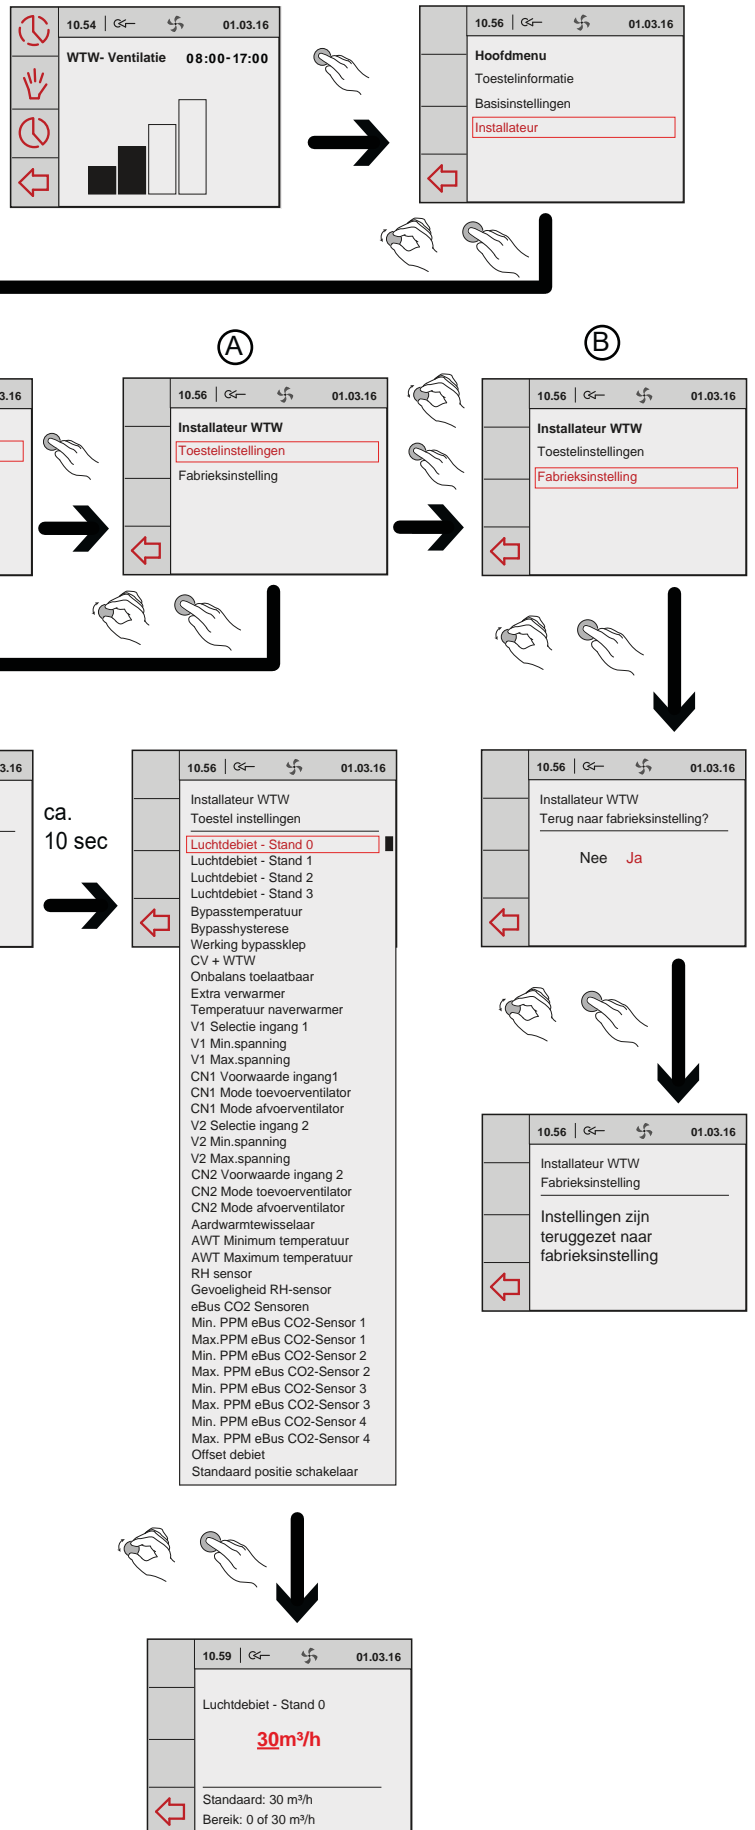 10.54 01.03.16
WTW- Ventilatie 08:00-17:00
10.56 01.03.16
Hoofdmenu
Toestelinformatie
Basisinstellingen
Installateur
A
B
3.16
10.56 01.03.16
Installateur WTW
Toestelinstellingen
Fabrieksinstelling
10.56 01.03.16
Installateur WTW
Toestelinstellingen
Fabrieksinstelling
3.16
ca.
10 sec
10.56 01.03.16
Installateur WTW
Toestel instellingen
Luchtdebiet - Stand 0
Luchtdebiet - Stand 1
Luchtdebiet - Stand 2
Luchtdebiet - Stand 3
Bypasstemperatuur
Bypasshysterese
Werking bypassklep
CV + WTW
Onbalans toelaatbaar
Extra verwarmer
Temperatuur naverwarmer
V1 Selectie ingang 1
V1 Min.spanning
V1 Max.spanning
CN1 Voorwaarde ingang1
CN1 Mode toevoerventilator
CN1 Mode afvoerventilator
V2 Selectie ingang 2
V2 Min.spanning
V2 Max.spanning
CN2 Voorwaarde ingang 2
CN2 Mode toevoerventilator
CN2 Mode afvoerventilator
Aardwarmtewisselaar
AWT Minimum temperatuur
AWT Maximum temperatuur
RH sensor
Gevoeligheid RH-sensor
eBus CO2 Sensoren
Min. PPM eBus CO2-Sensor 1
Max.PPM eBus CO2-Sensor 1
Min. PPM eBus CO2-Sensor 2
Max. PPM eBus CO2-Sensor 2
Min. PPM eBus CO2-Sensor 3
Max. PPM eBus CO2-Sensor 3
Min. PPM eBus CO2-Sensor 4
Max. PPM eBus CO2-Sensor 4
Offset debiet
Standaard positie schakelaar
10.56 01.03.16
Installateur WTW
Terug naar fabrieksinstelling?
Nee Ja
10.56 01.03.16
Installateur WTW
Fabrieksinstelling
Instellingen zijn
teruggezet naar
fabrieksinstelling
10.59 01.03.16
Luchtdebiet - Stand 0
30m³/h
Standaard: 30 m³/h
Bereik: 0 of 30 m³/h